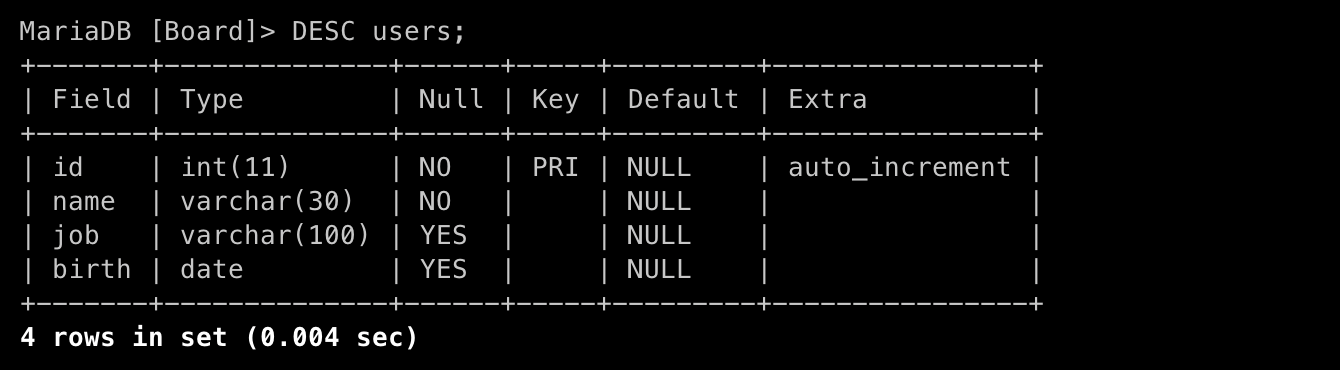 MariaDB [Board]> DESC users;
+-------+--------------+------+-----+---------+----------------+
| Field | Type         | Null | Key | Default | Extra          |
+-------+--------------+------+-----+---------+----------------+
| id    | int(11)      | NO   | PRI | NULL    | auto_increment |
| name  | varchar(30)  | NO   |     | NULL    |                |
| job   | varchar(100) | YES  |     | NULL    |                |
| birth | date         | YES  |     | NULL    |                |
+-------+--------------+------+-----+---------+----------------+
4 rows in set (0.004 sec)